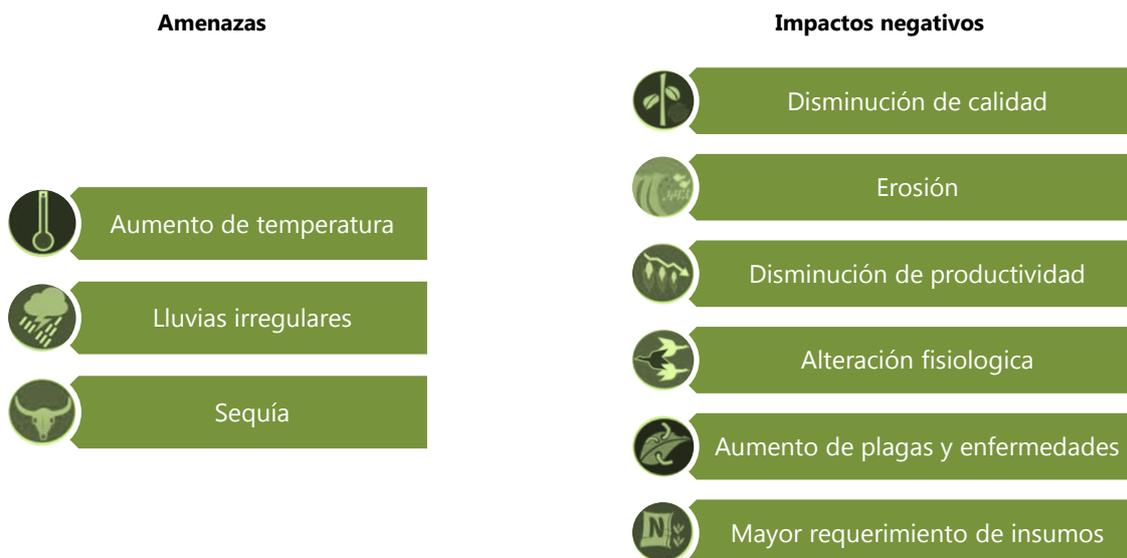 Amenazas
Impactos negativos
Aumento de temperatura
Lluvias irregulares
Sequía
Disminución de calidad
Erosión
Disminución de productividad
Alteración fisiologica
Aumento de plagas y enfermedades
N
Mayor requerimiento de insumos